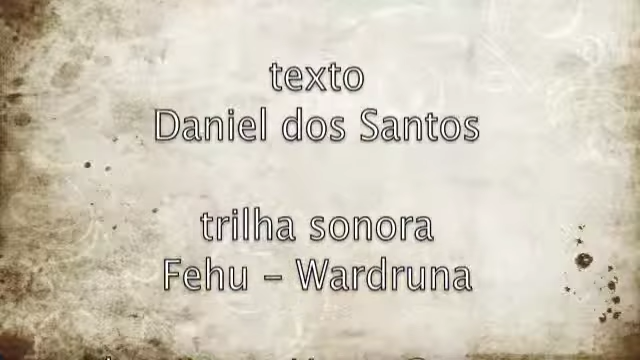 texto
Daniel dos Santos
trilha sonora
Fehu – Wardruna